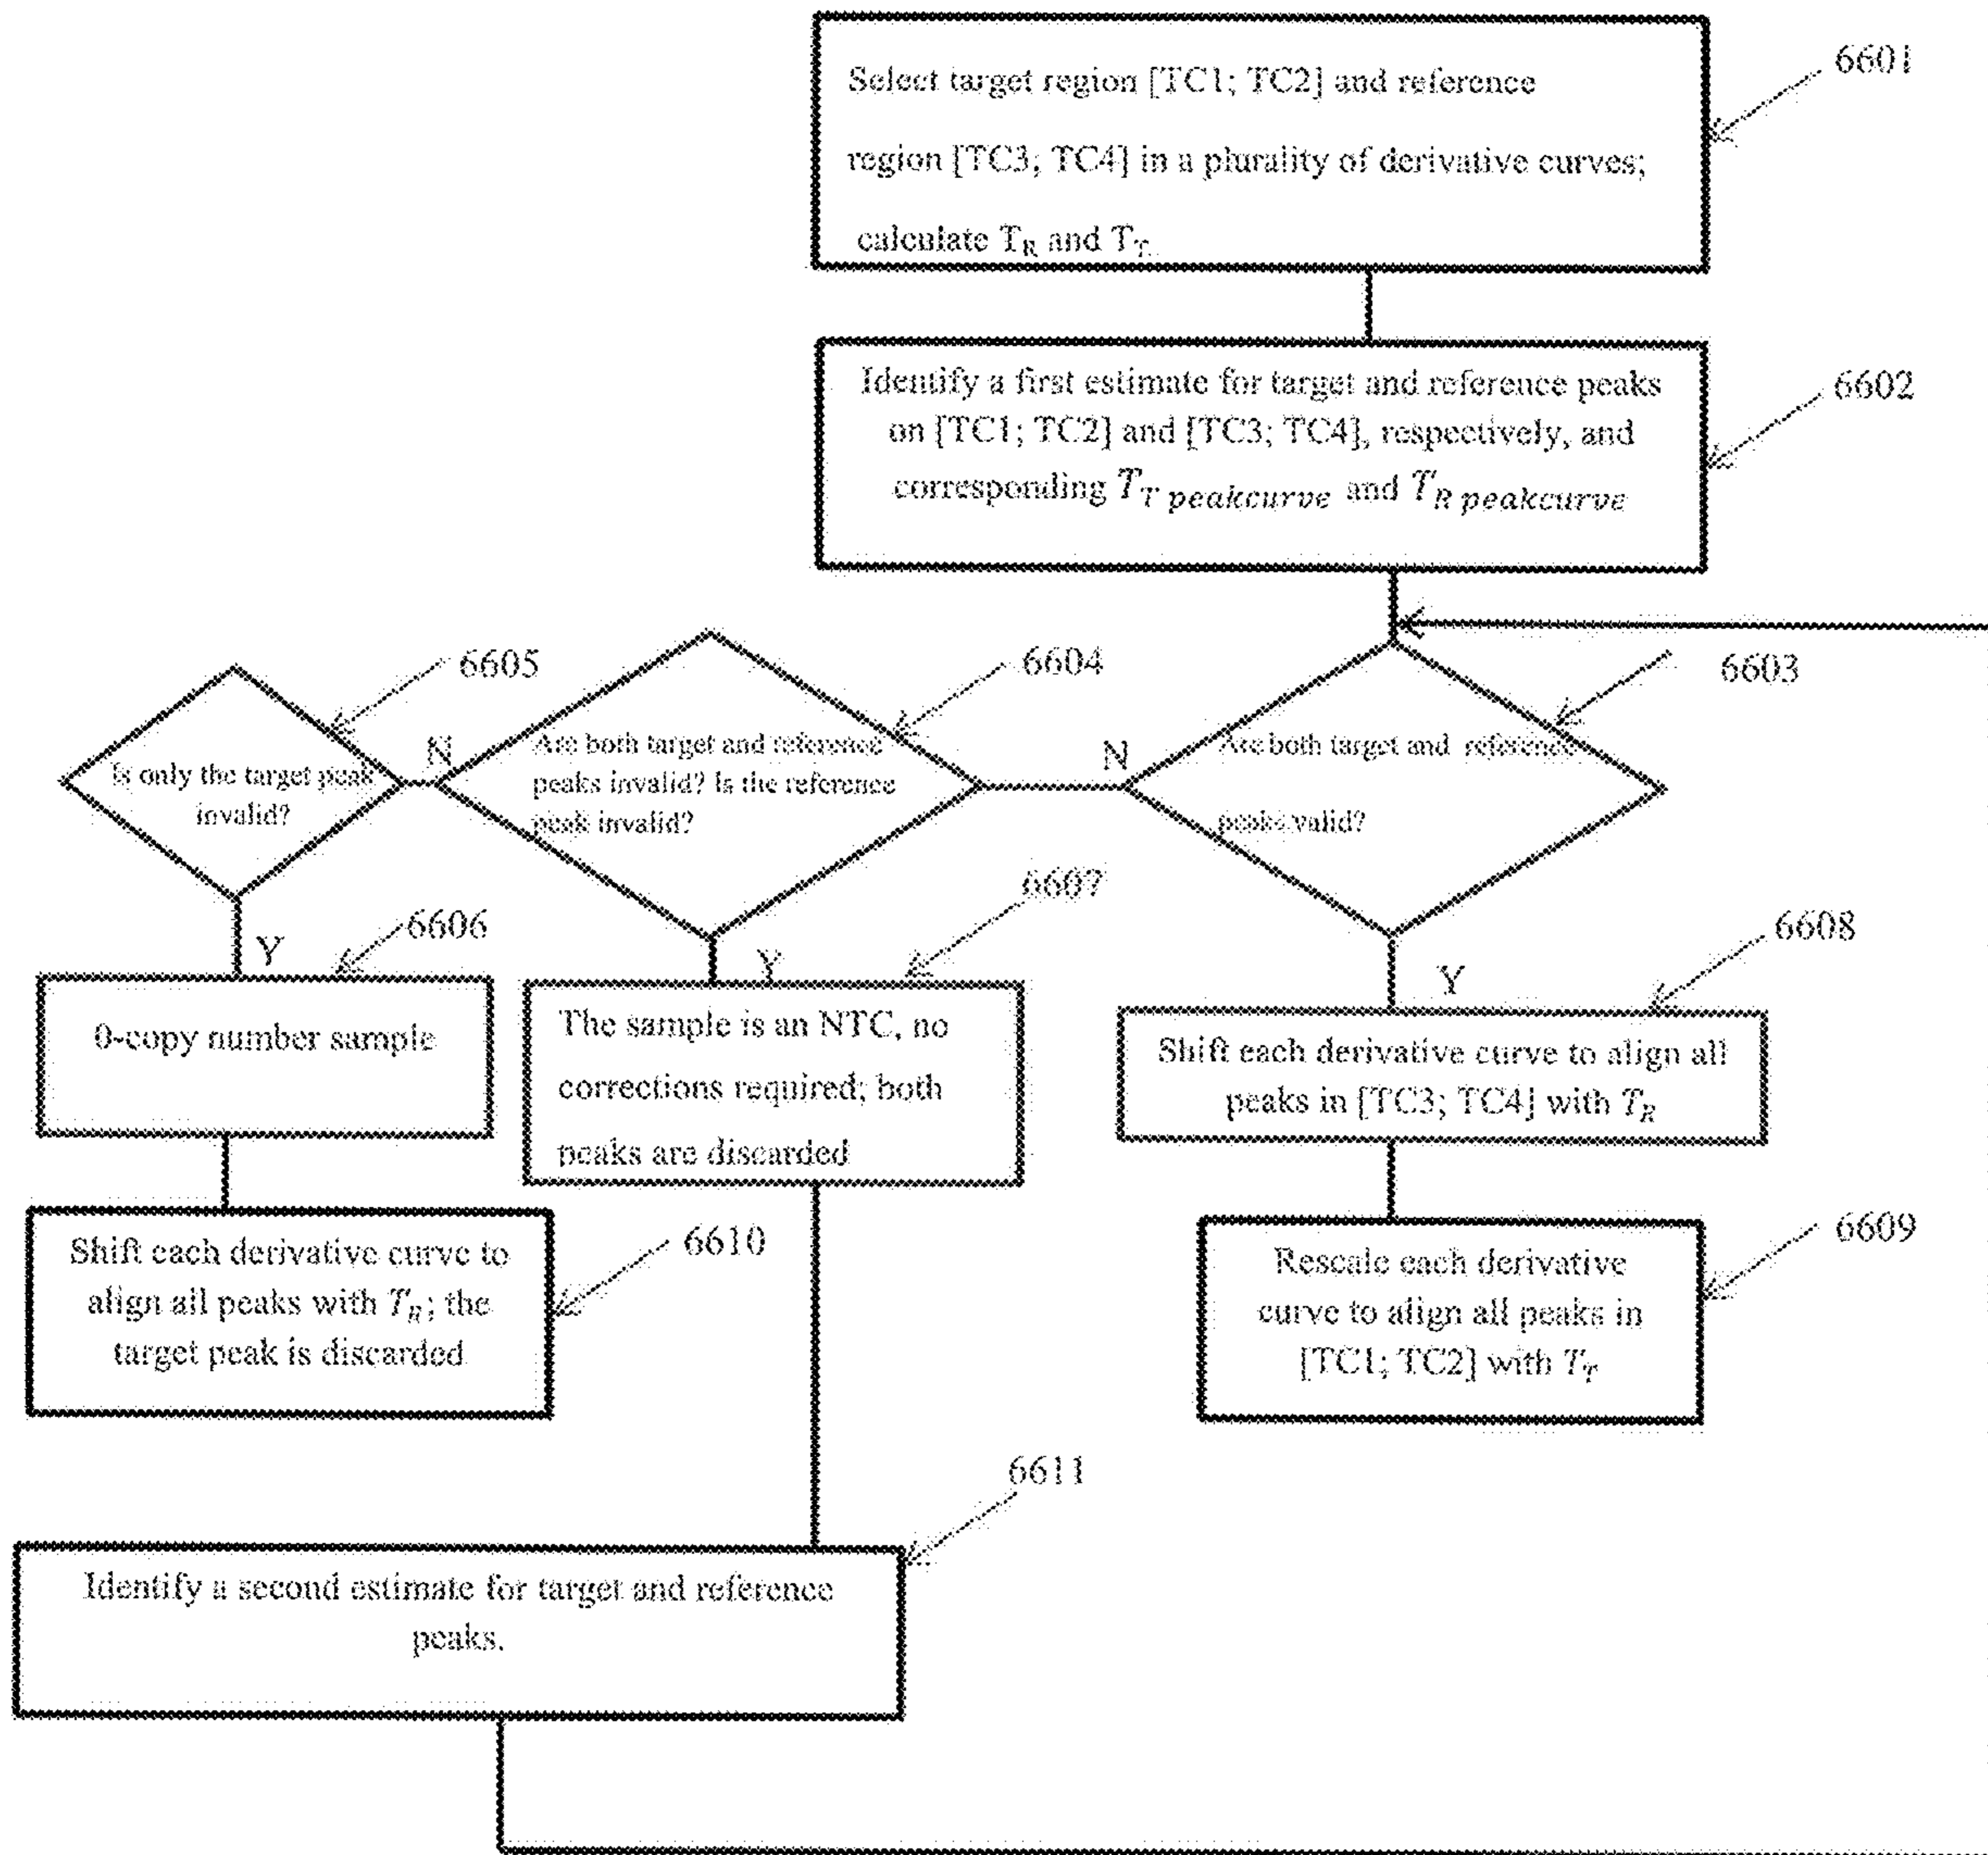 Select target region [TC1; TC2] and reference
region [TC3; TC4] in a plurality of derivative curves;
calculate T_R and T_T.
6601
Identify a first estimate for target and reference peaks
on [TC1; TC2] and [TC3; TC4], respectively, and
corresponding T_T peakcurve and T_R peakcurve
6602
6605
6604
6603
Is only the target peak
invalid?
N
Are both target and reference
peaks invalid? Is the reference
peak invalid?
N
Are both target and reference
peaks valid?
Y
6606
Y
6607
Y
6608
0-copy number sample
The sample is an NTC, no
corrections required; both
peaks are discarded
Shift each derivative curve to align all
peaks in [TC3; TC4] with T_R
Shift each derivative curve to
align all peaks with T_R; the
target peak is discarded
6610
Rescale each derivative
curve to align all peaks in
[TC1; TC2] with T_T
6609
6611
Identify a second estimate for target and reference
peaks.